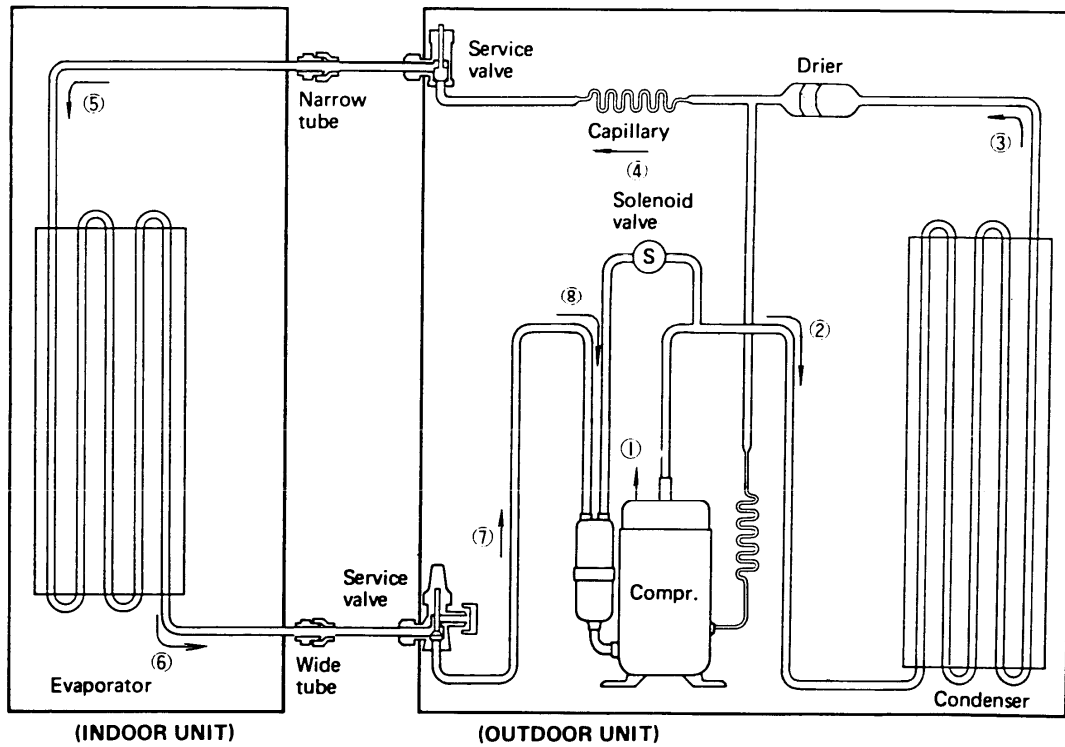 Service
valve
Drier
Narrow
tube
Capillary
⑤
③
④
Solenoid
valve
S
⑧
②
①
⑦
Service
valve
Compr.
⑥
Wide
tube
Evaporator
Condenser
(INDOOR UNIT)
(OUTDOOR UNIT)